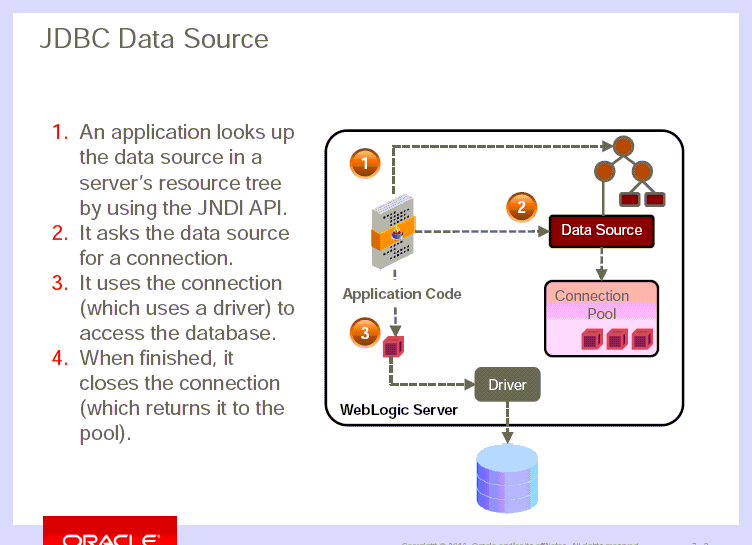 JDBC Data Source
1. An application looks up
the data source in a
server's resource tree
by using the JNDI API.
2. It asks the data source
for a connection.
3. It uses the connection
(which uses a driver) to
access the database.
4. When finished, it
closes the connection
(which returns it to the
pool).
1
2
Data Source
Application Code
Connection
Pool
3
Driver
WebLogic Server
ORACLE